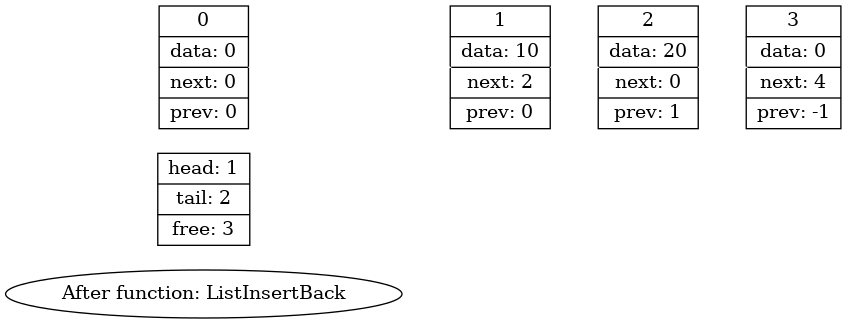 0
data: 0
next: 0
prev: 0
1
data: 10
next: 2
prev: 0
2
data: 20
next: 0
prev: 1
3
data: 0
next: 4
prev: -1
head: 1
tail: 2
free: 3
After function: ListInsertBack